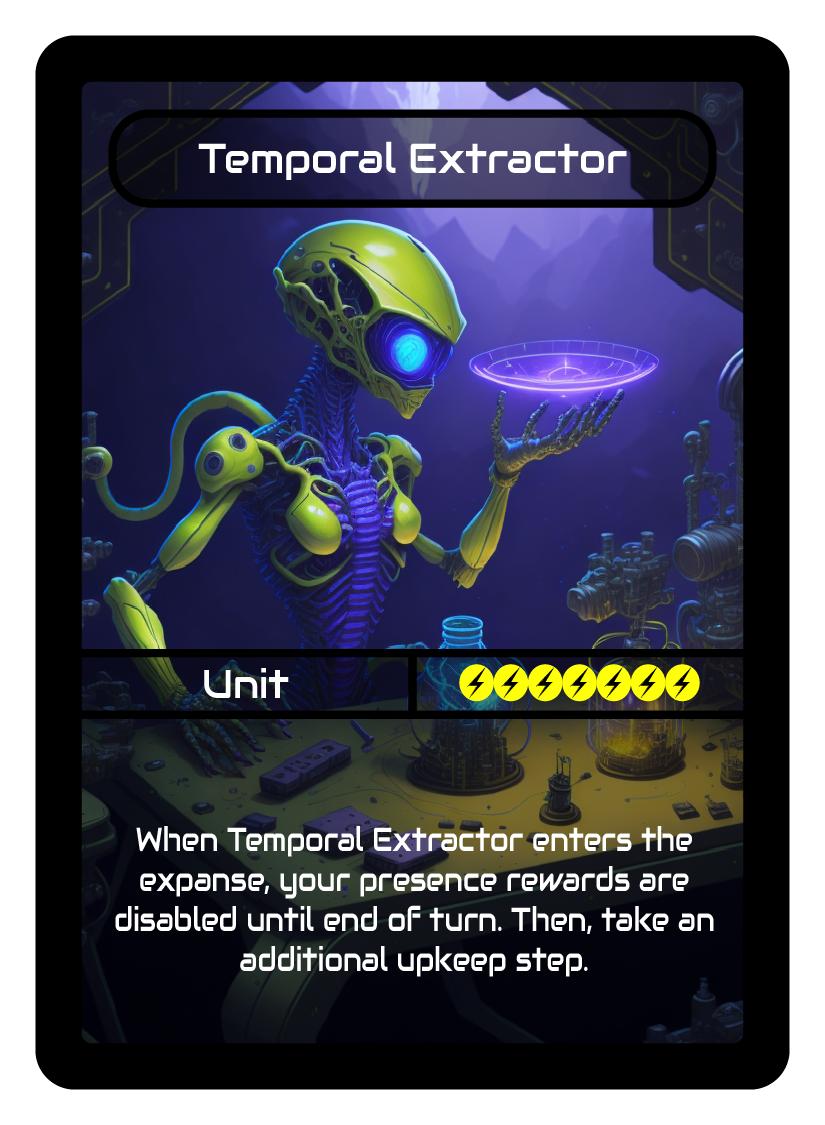 Temporal Extractor
Unit
When Temporal Extractor enters the
expanse, your presence rewards are
disabled until end of turn. Then, take an
additional upkeep step.